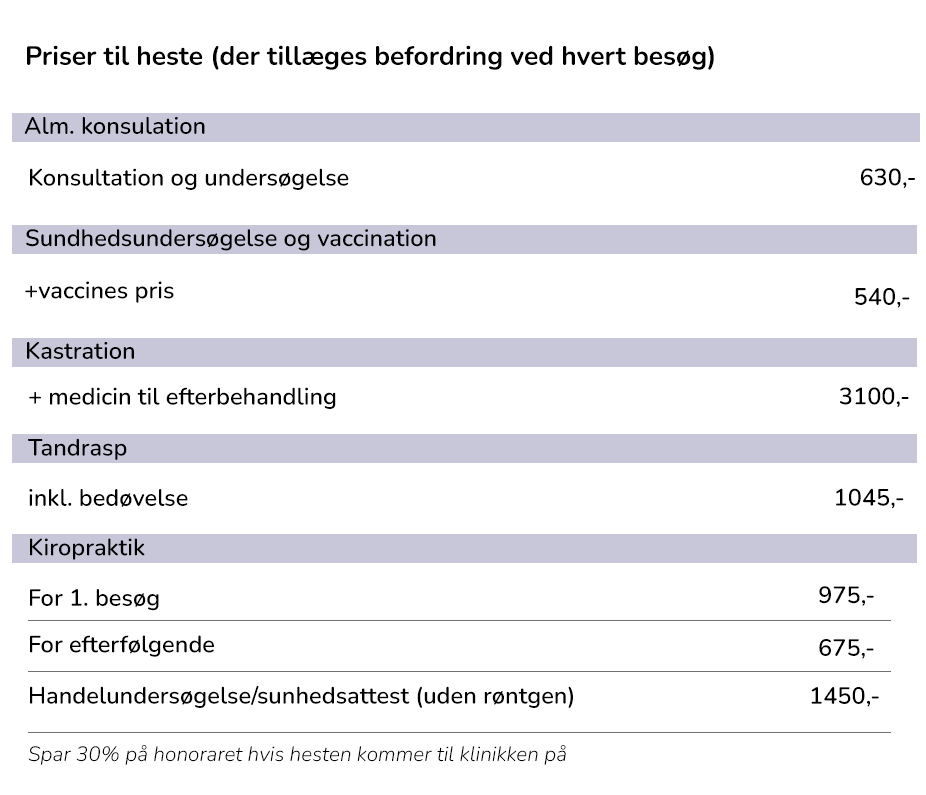 Priser til heste (der tillæges befordring ved hvert besøg)
Alm. konsulation
Konsultation og undersøgelse 630,-
Sundhedsundersøgelse og vaccination
+vaccines pris 540,-
Kastration
+ medicin til efterbehandling 3100,-
Tandrasp
inkl. bedøvelse 1045,-
Kiropraktik
For 1. besøg 975,-
For efterfølgende 675,-
Handelundersøgelse/sunhedsattest (uden røntgen) 1450,-
Spar 30% på honoraret hvis hesten kommer til klinikken på